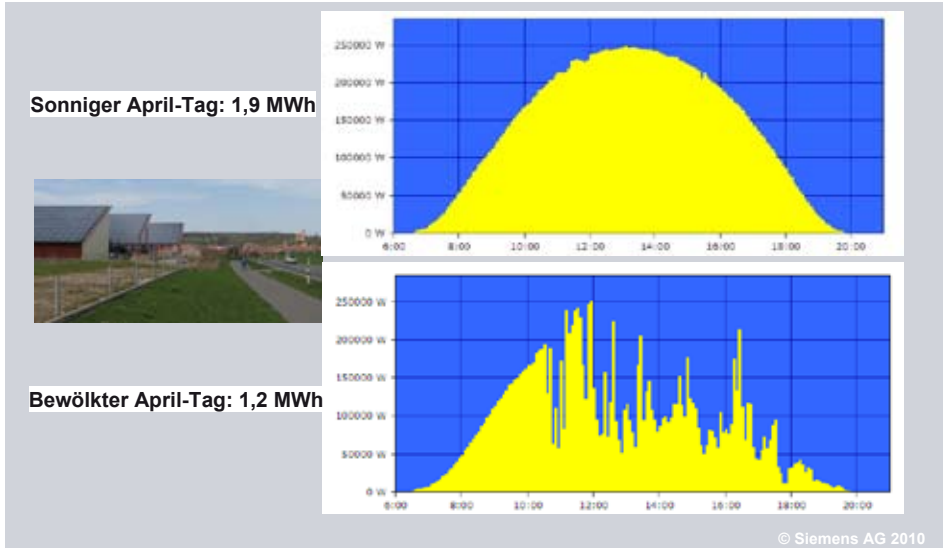 250000 W
200000 W
Sonniger April-Tag: 1,9 MWh
150000 W
100000 W
50000 W
0 W
6:00 8:00 10:00 12:00 14:00 16:00 18:00 20:00
250000 W
200000 W
150000 W
Bewölkter April-Tag: 1,2 MWh
100000 W
50000 W
0 W
6:00 8:00 10:00 12:00 14:00 16:00 18:00 20:00
© Siemens AG 2010